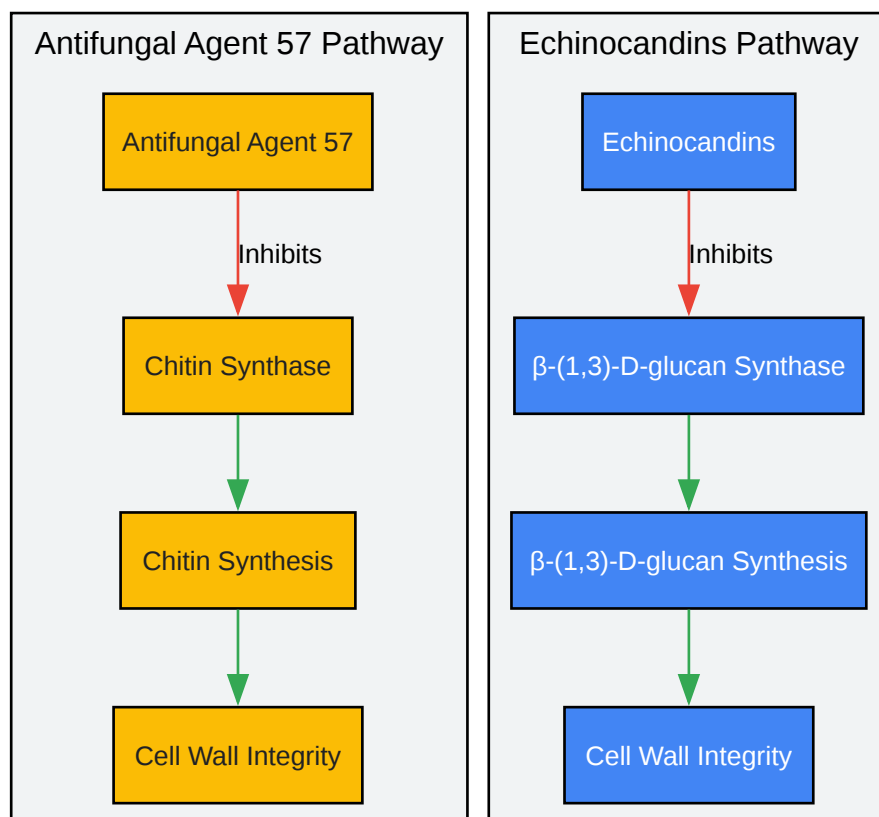 Antifungal Agent 57 Pathway
Antifungal Agent 57
Inhibits
Chitin Synthase
Chitin Synthesis
Cell Wall Integrity
Echinocandins Pathway
Echinocandins
Inhibits
β-(1,3)-D-glucan Synthase
β-(1,3)-D-glucan Synthesis
Cell Wall Integrity